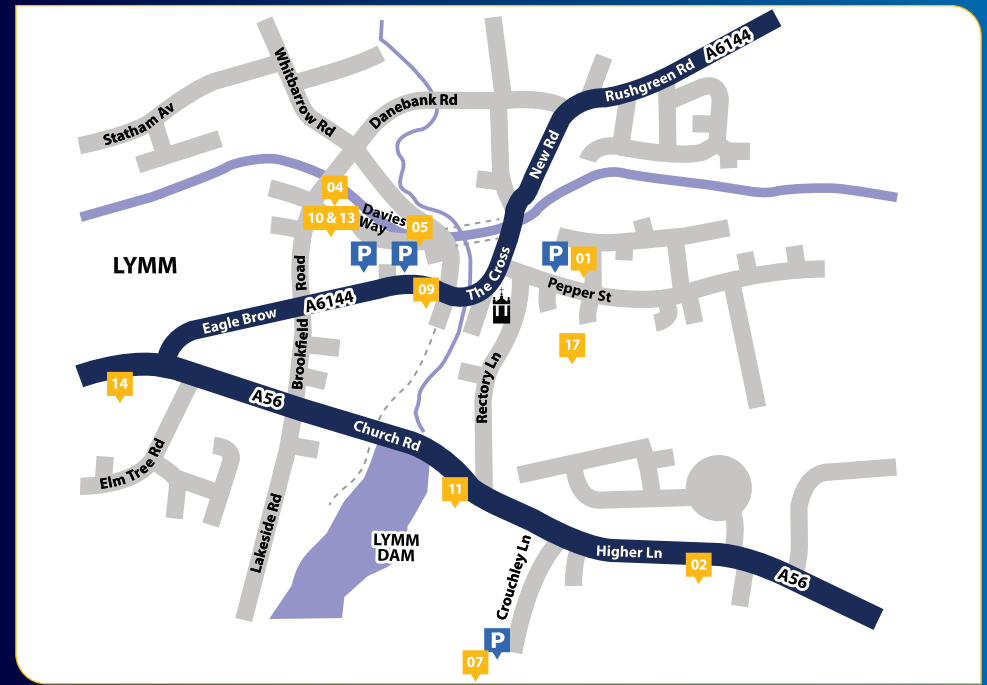 A6144
Rushgreen Rd
Whitbarrow Rd
Danebank Rd
Statham Av
New Rd
04
10 & 13
Davies
Way
05
P
P
P
01
LYMM
The Cross
Pepper St
09
Brookfield Road
A6144
Eagle Brow
17
14
A56
Rectory Ln
Church Rd
Elm Tree Rd
11
Lakeside Rd
LYMM
DAM
Crouchley Ln
Higher Ln
02
A56
P
07